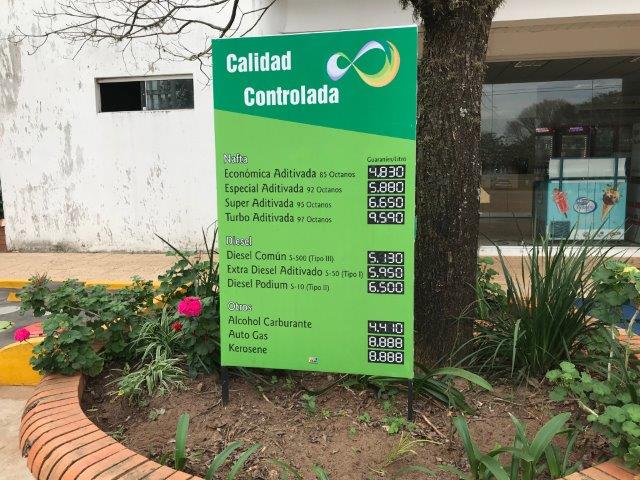 Calidad
Controlada
Nafta Guaraníes/Litro
Económica Aditivada 85 Octanos 4.830
Especial Aditivada 92 Octanos 5.880
Super Aditivada 95 Octanos 6.650
Turbo Aditivada 97 Octanos 9.590
Diesel
Diesel Común S-500 (Tipo III) 5.130
Extra Diesel Aditivado S-50 (Tipo I) 5.950
Diesel Podium S-10 (Tipo II) 6.500
Otros
Alcohol Carburante 4.410
Auto Gas 8.888
Kerosene 8.888